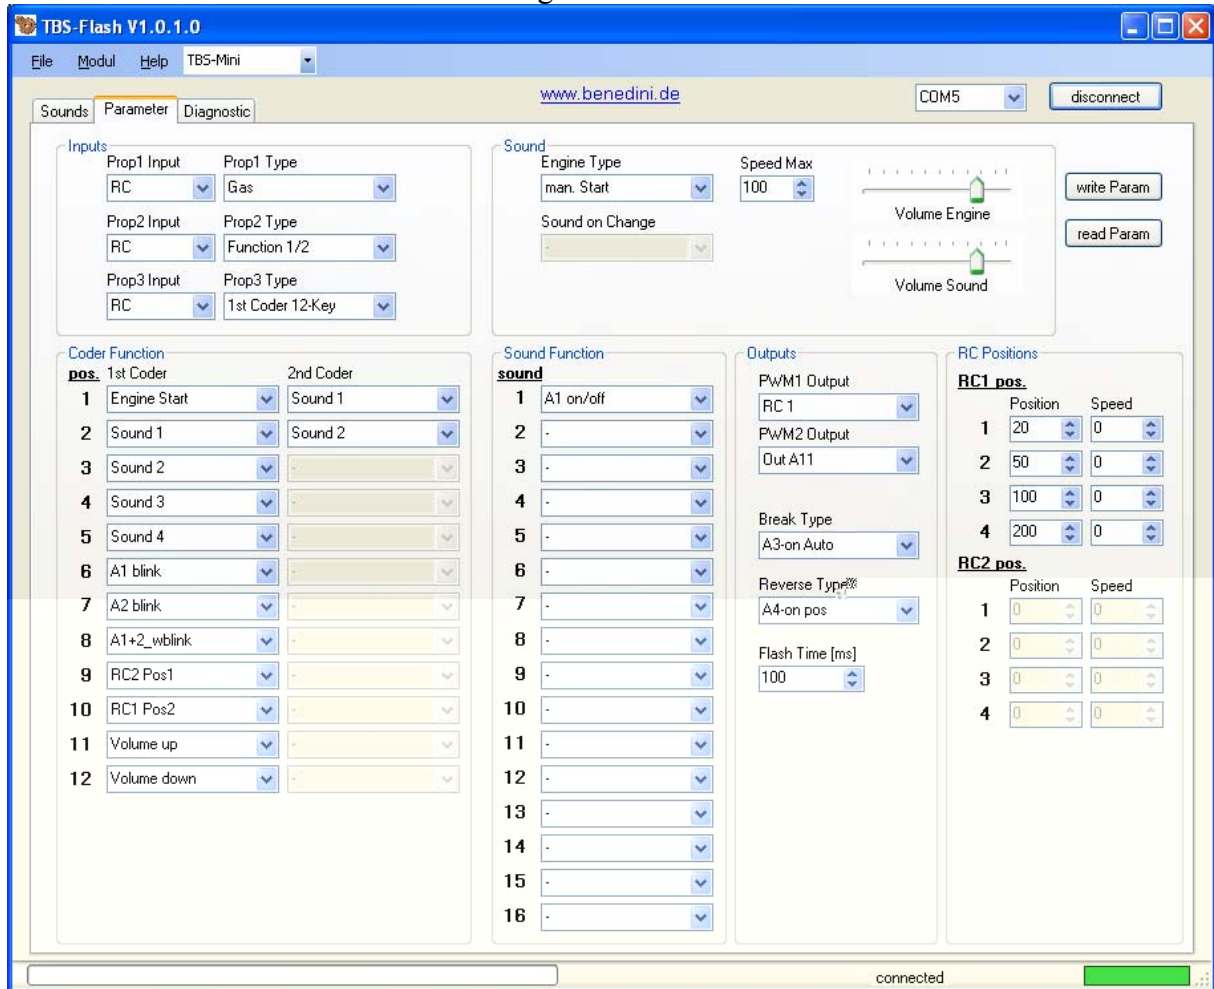 TBS-Flash V1.0.1.0
File Modul Help TBS-Mini
www.benedini.de COM5 disconnect
Sounds Parameter Diagnostic
Inputs
Prop1 Input Prop1 Type
RC Gas
Prop2 Input Prop2 Type
RC Function 1/2
Prop3 Input Prop3 Type
RC 1st Coder 12-Key
Sound
Engine Type Speed Max
man. Start 100
Volume Engine
Sound on Change
-
Volume Sound
write Param
read Param
Coder Function
pos. 1st Coder 2nd Coder
1 Engine Start Sound 1
2 Sound 1 Sound 2
3 Sound 2 -
4 Sound 3 -
5 Sound 4 -
6 A1 blink -
7 A2 blink -
8 A1+2_wblink -
9 RC2 Pos1 -
10 RC1 Pos2 -
11 Volume up -
12 Volume down -
Sound Function
sound
1 A1 on/off
2 -
3 -
4 -
5 -
6 -
7 -
8 -
9 -
10 -
11 -
12 -
13 -
14 -
15 -
16 -
Outputs
PWM1 Output
RC 1
PWM2 Output
Out A11
Break Type
A3-on Auto
Reverse Type
A4-on pos
Flash Time [ms]
100
RC Positions
RC1 pos.
Position Speed
1 20 0
2 50 0
3 100 0
4 200 0
RC2 pos.
Position Speed
1 0 0
2 0 0
3 0 0
4 0 0
connected